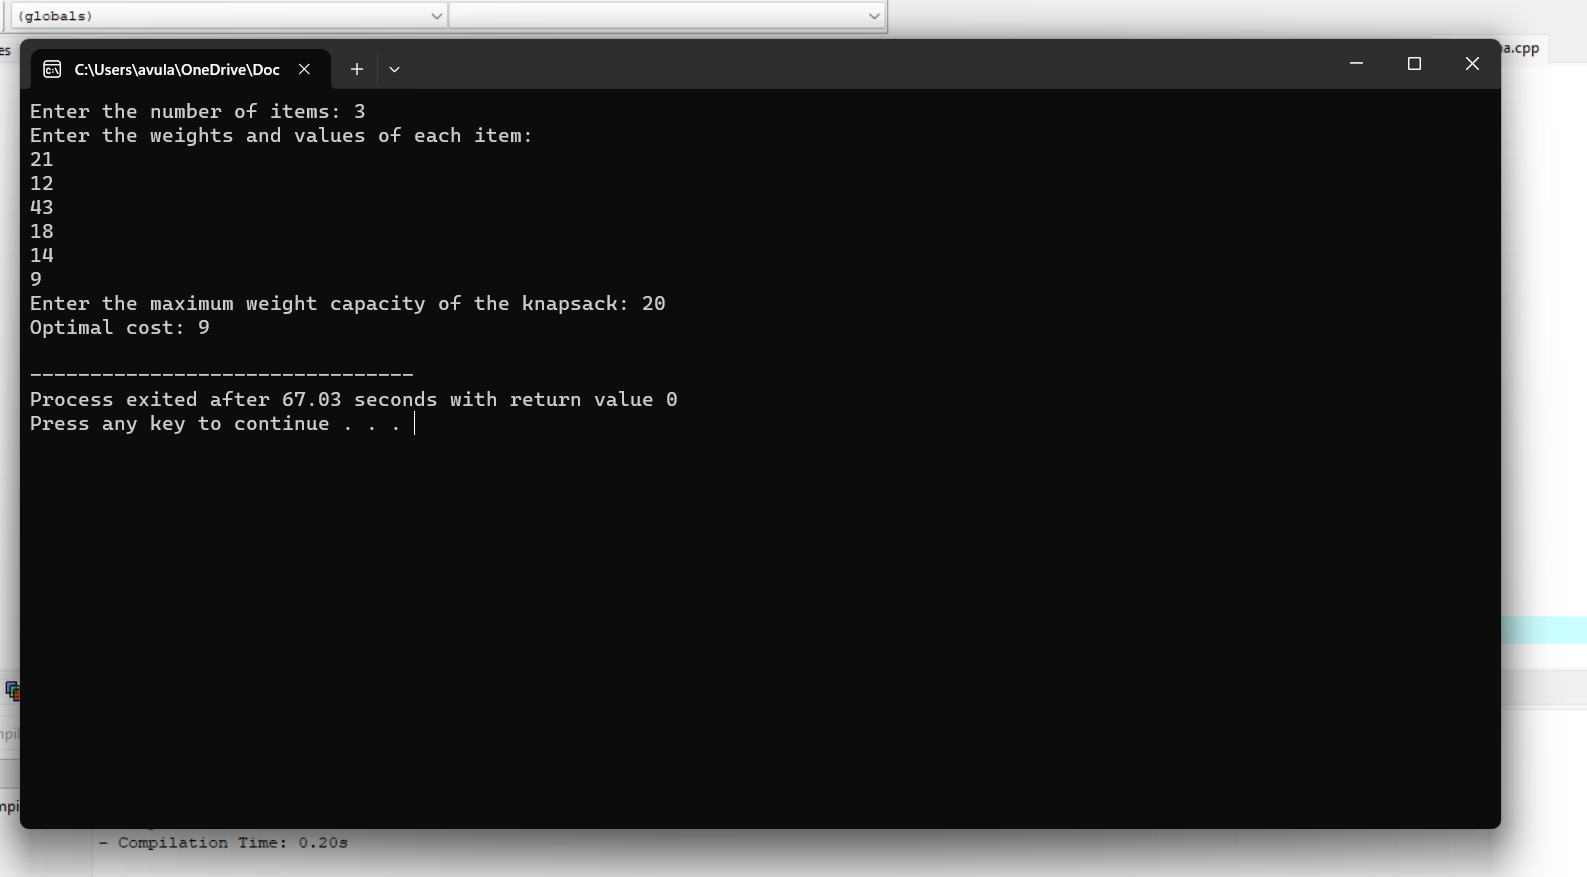 (globals)
es
a.cpp
C:\Users\avula\OneDrive\Doc
Enter the number of items: 3
Enter the weights and values of each item:
21
12
43
18
14
9
Enter the maximum weight capacity of the knapsack: 20
Optimal cost: 9
--------------------------------
Process exited after 67.03 seconds with return value 0
Press any key to continue . . .
mpil
mpi
- Compilation Time: 0.20s